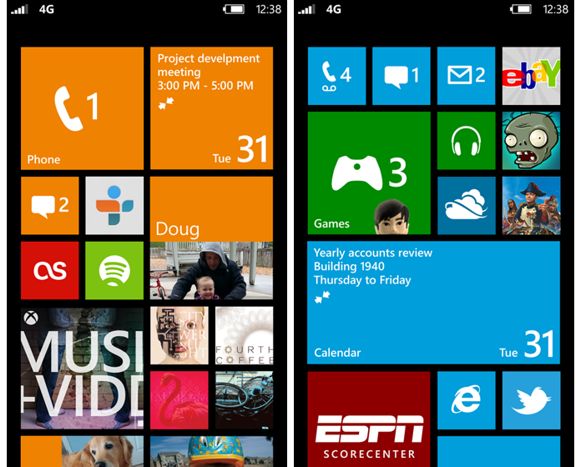 4G 12:38
1
Phone
Project develpment
meeting
3:00 PM - 5:00 PM
Tue 31
2
Doug
as
MUSI
+VIDE
FOURTH
COFFEE
4G 12:38
4
1
2
ebaY
3
Games
Yearly accounts review
Building 1940
Thursday to Friday
Calendar
Tue 31
ESPN
SCORECENTER
e